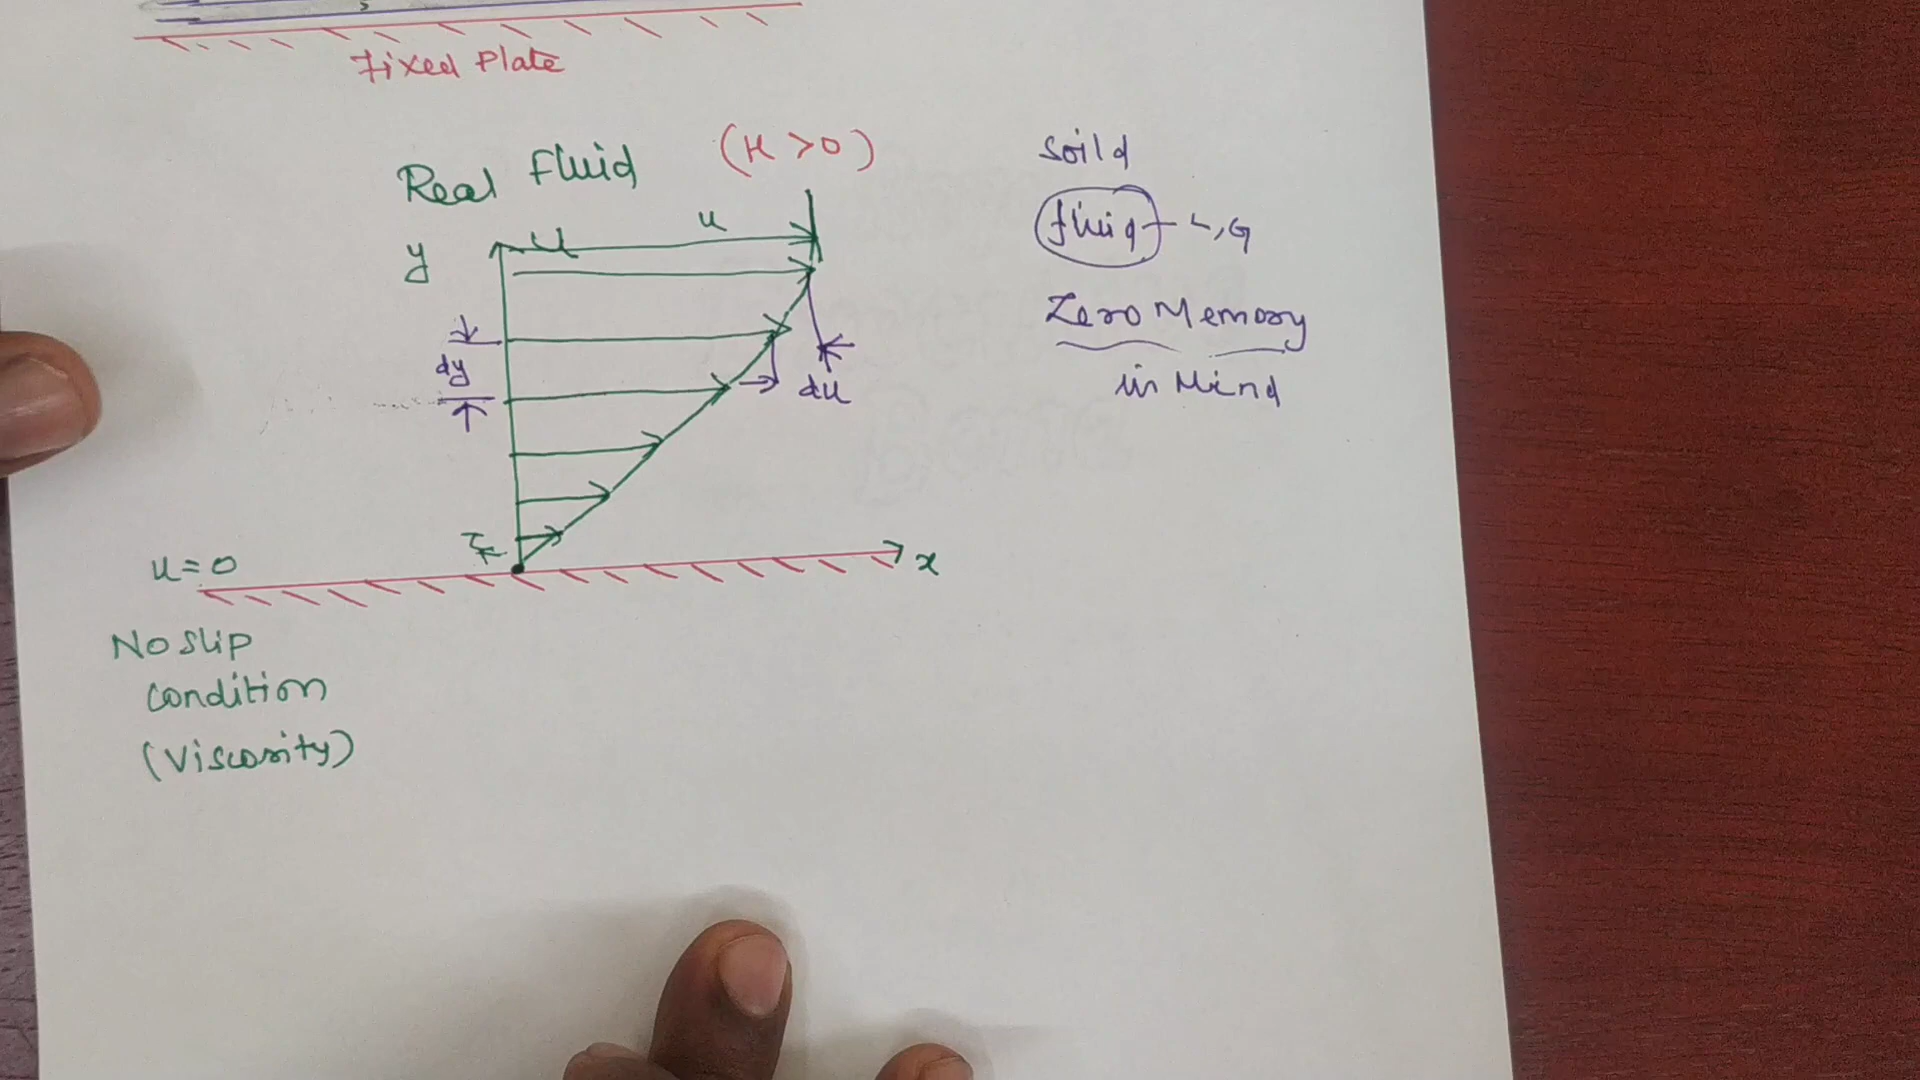 Fixed Plate
Real Fluid (μ >0)
y
u
u
dy
du
τ
u=0
x
No slip
condition
(Viscosity)
Soild
fluid - L, G
Zero Memory
in Mind